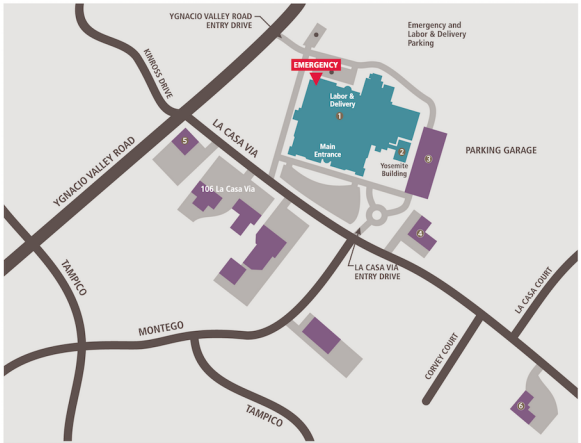 YGNACIO VALLEY ROAD
ENTRY DRIVE
Emergency and
Labor & Delivery
Parking
KINROSS DRIVE
EMERGENCY
Labor &
Delivery
1
LA CASA VIA
Main
Entrance
2
3
PARKING GARAGE
5
Yosemite
Building
YGNACIO VALLEY ROAD
106 La Casa Via
4
LA CASA VIA
ENTRY DRIVE
TAMPICO
LA CASA COURT
MONTEGO
CORVEY COURT
TAMPICO
6